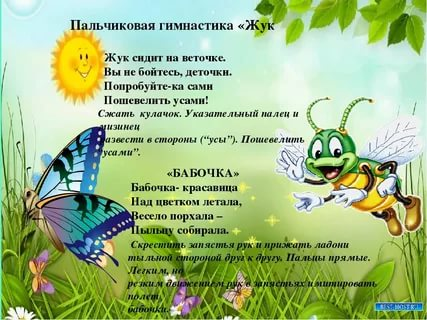 Пальчиковая гимнастика «Жук
Жук сидит на веточке.
Вы не бойтесь, деточки.
Попробуйте-ка сами
Пошевелить усами!
Сжать кулачок. Указательный палец и
мизинец
развести в стороны (“усы”). Пошевелить
“усами”.
«БАБОЧКА»
Бабочка- красавица
Над цветком летала,
Весело порхала –
Пыльцу собирала.
Скрестить запястья рук и прижать ладони
тыльной стороной друг к другу. Пальцы прямые.
Легким, но
резким движением рук в запястьях имитировать
полет
бабочки.